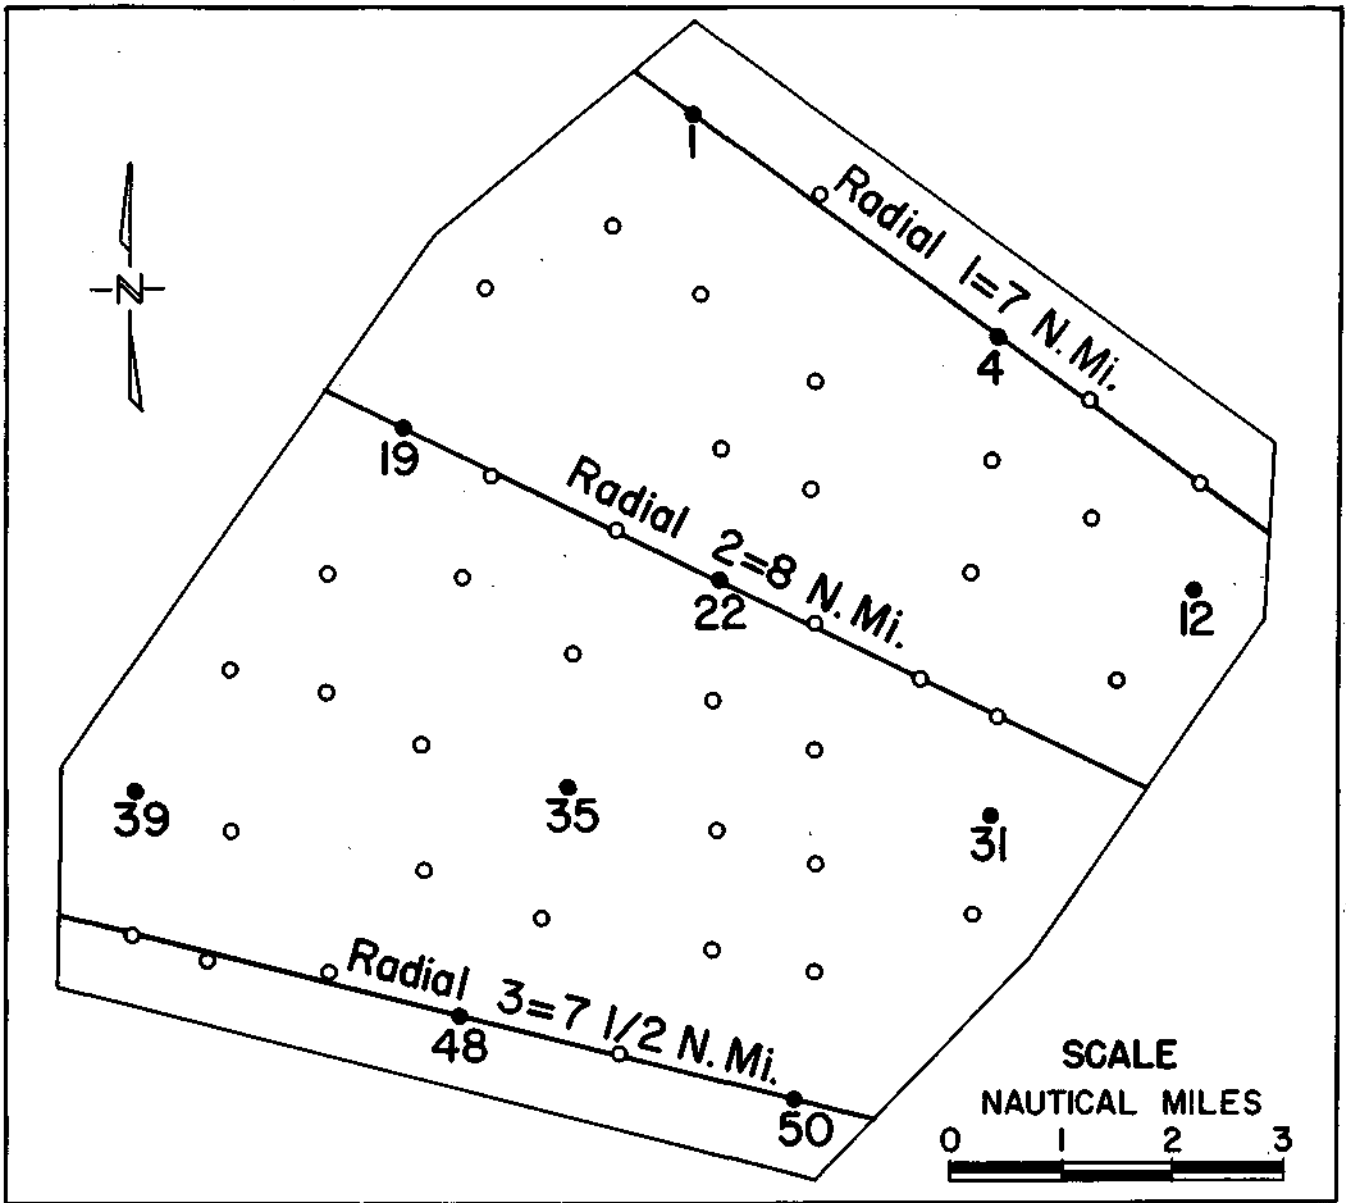 1
Radial 1=7 N. Mi.
4
N
19
Radial 2=8 N. Mi.
22
12
39
35
31
Radial 3=7 1/2 N. Mi.
48
50
SCALE
NAUTICAL MILES
0 1 2 3